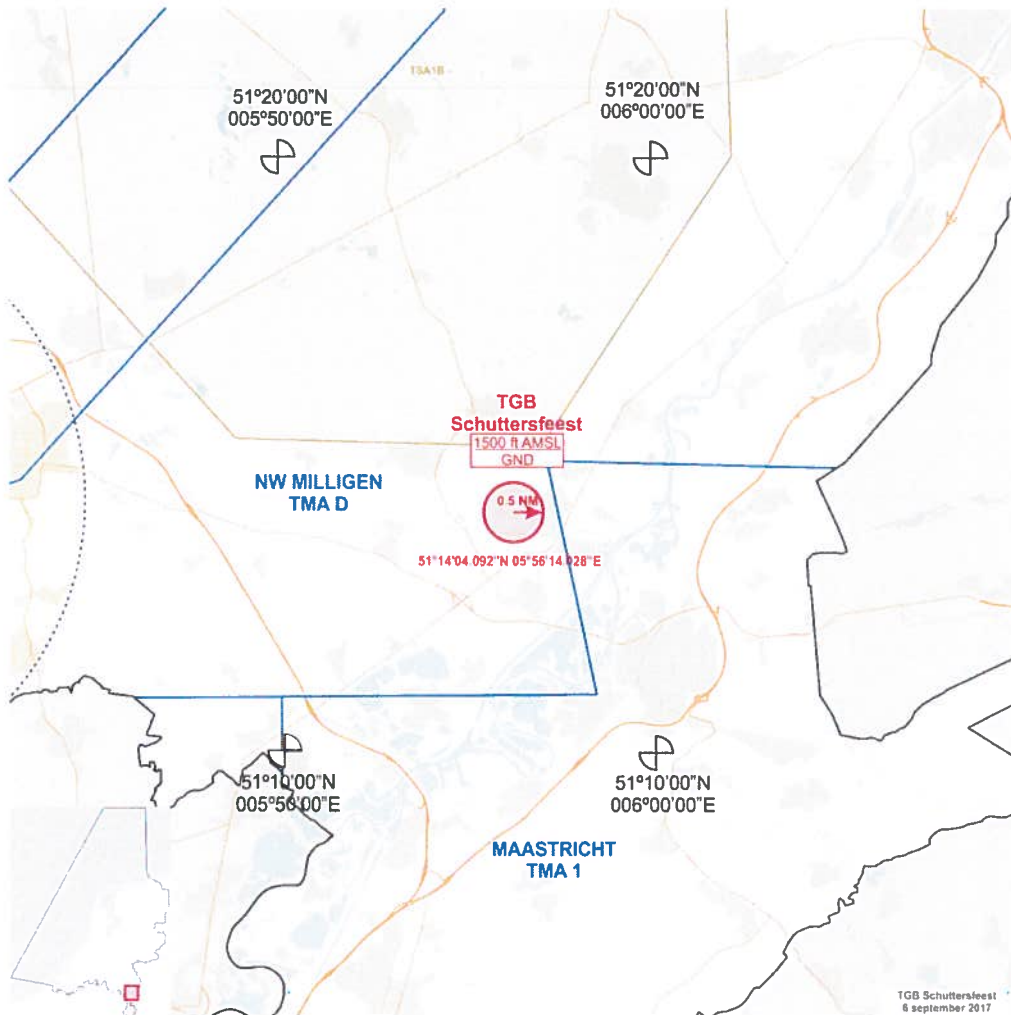 TSA1B
51°20'00"N
005°50'00"E
51°20'00"N
006°00'00"E
TGB
Schuttersfeest
1500 ft AMSL
GND
NW MILLIGEN
TMA D
0.5 NM
51°14'04.092"N 05°56'14.028"E
51°10'00"N
005°50'00"E
51°10'00"N
006°00'00"E
MAASTRICHT
TMA 1
TGB Schuttersfeest
6 september 2017